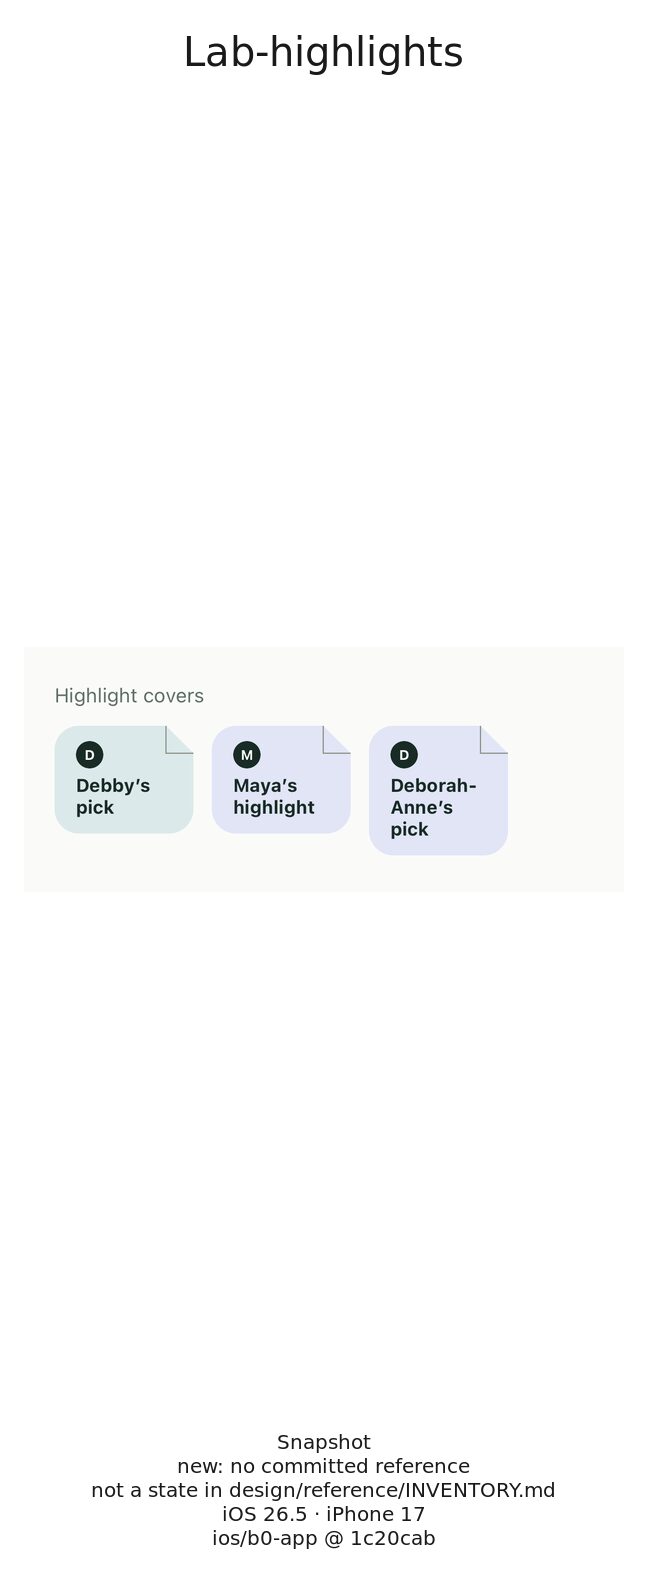 Lab-highlights
Highlight covers
D
Debby’s
pick
M
Maya’s
highlight
D
Deborah-
Anne’s
pick
Snapshot
new: no committed reference
not a state in design/reference/INVENTORY.md
iOS 26.5 · iPhone 17
ios/b0-app @ 1c20cab